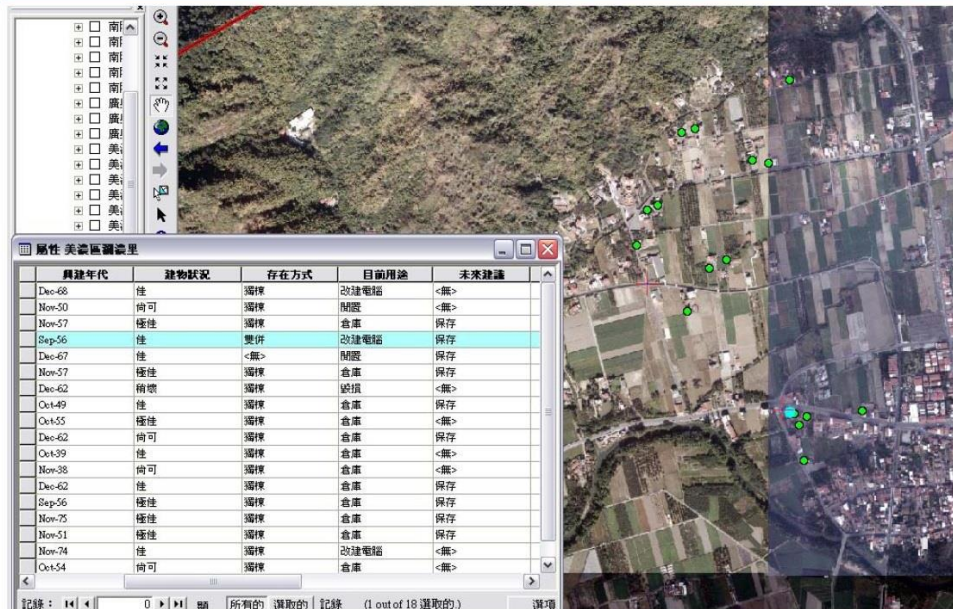 南
南
南
南
南
廣
廣
廣
美
美
美
美
美
屬性 美濃區瀰濃里
興建年代 建物狀況 存在方式 目前用途 未來建議
Dec-68 佳 獨棟 改建電腦 <無>
Nov-50 尚可 獨棟 閒置 <無>
Nov-57 極佳 獨棟 倉庫 保存
Sep-56 佳 雙併 改建電腦 保存
Dec-67 佳 <無> 閒置 保存
Nov-57 極佳 獨棟 倉庫 保存
Dec-62 稍壞 獨棟 毀損 <無>
Oct-49 佳 獨棟 倉庫 保存
Oct-55 極佳 獨棟 倉庫 <無>
Dec-62 尚可 獨棟 倉庫 保存
Oct-39 佳 獨棟 倉庫 <無>
Nov-38 尚可 獨棟 倉庫 <無>
Dec-62 佳 獨棟 倉庫 保存
Sep-56 極佳 獨棟 倉庫 保存
Nov-75 極佳 獨棟 倉庫 保存
Nov-51 極佳 獨棟 倉庫 保存
Nov-74 佳 獨棟 改建電腦 <無>
Oct-54 尚可 獨棟 倉庫 <無>
記錄： 0 顯 所有的 選取的 記錄 (1 out of 18 選取的.) 選項